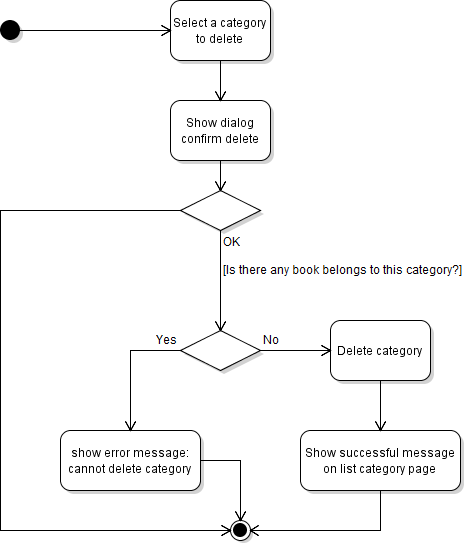 Select a category
to delete
Show dialog
confirm delete
OK
[Is there any book belongs to this category?]
Yes
No
Delete category
show error message:
cannot delete category
Show successful message
on list category page